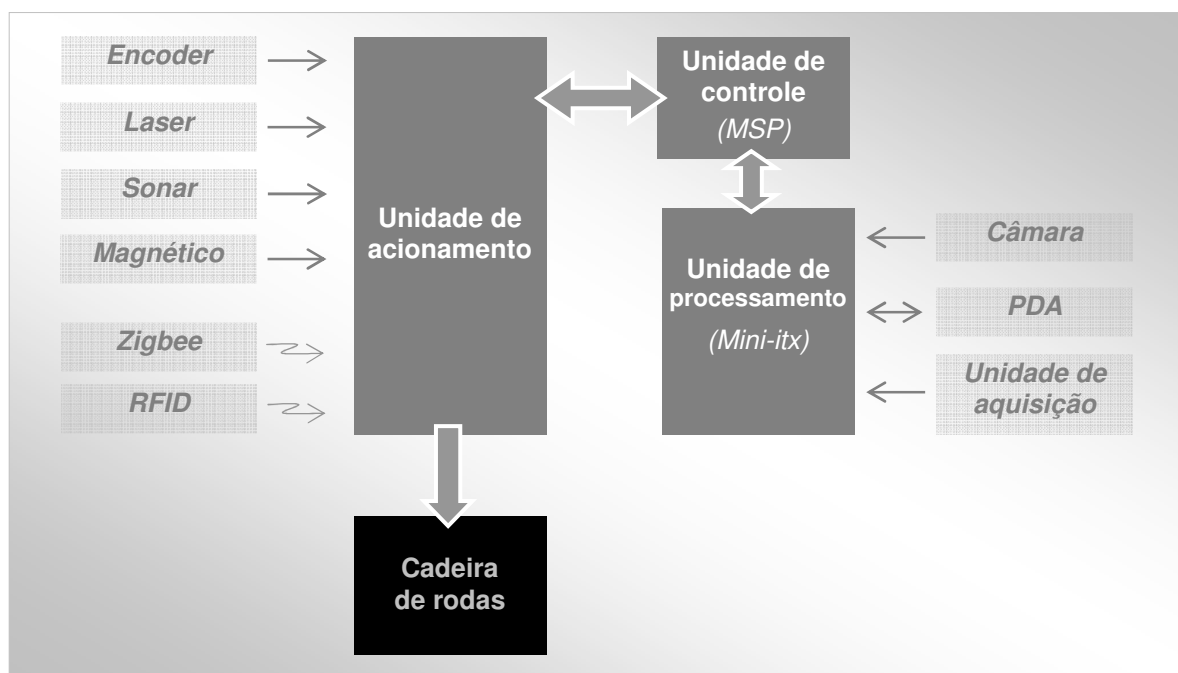 Encoder
Laser
Sonar
Magnético
Zigbee
RFID
Unidade de
acionamento
Cadeira
de rodas
Unidade de
controle
(MSP)
Unidade de
processamento
(Mini-itx)
Câmara
PDA
Unidade de
aquisição